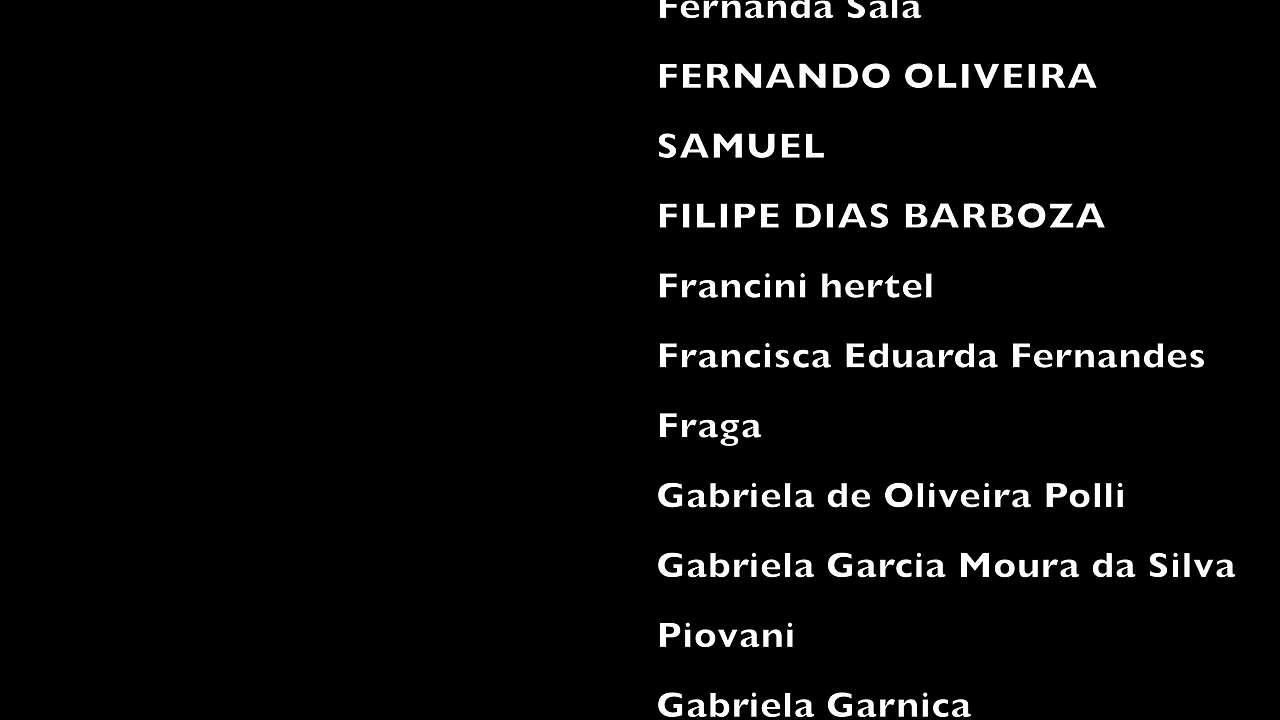 Fernanda Sala
FERNANDO OLIVEIRA
SAMUEL
FILIPE DIAS BARBOZA
Francini hertel
Francisca Eduarda Fernandes
Fraga
Gabriela de Oliveira Polli
Gabriela Garcia Moura da Silva
Piovani
Gabriela Garnica